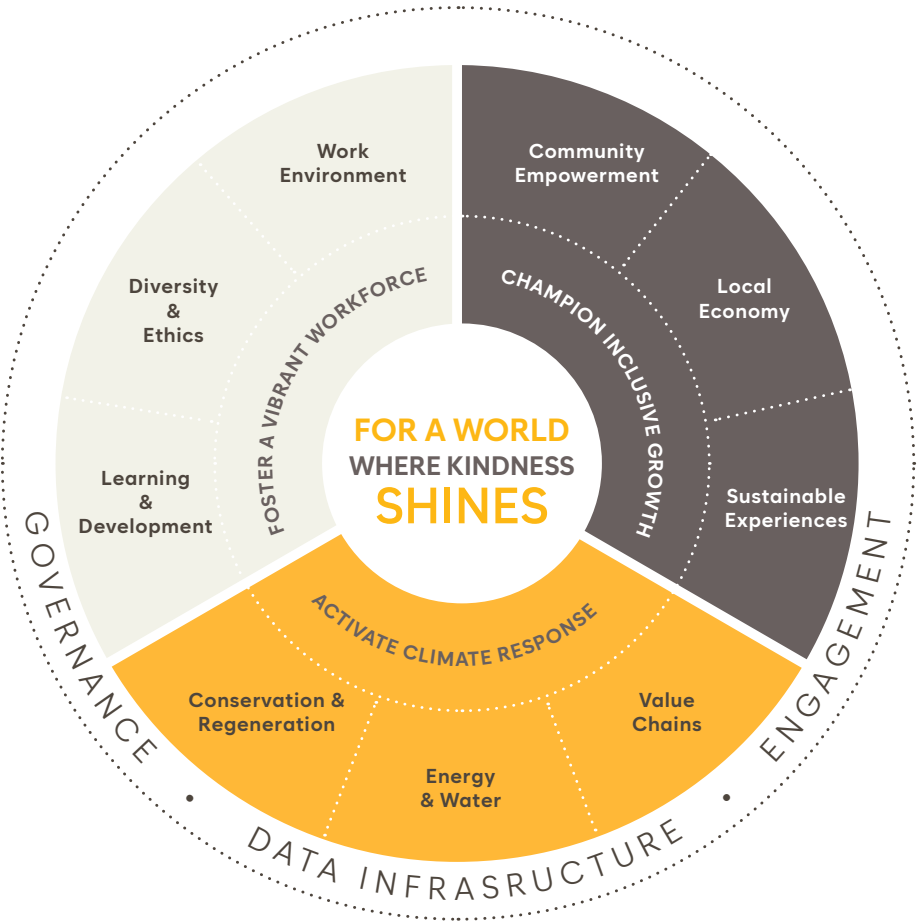 Work
Environment
Community
Empowerment
Diversity
&
Ethics
Local
Economy
FOSTER A VIBRANT WORKFORCE
CHAMPION INCLUSIVE GROWTH
FOR A WORLD
WHERE KINDNESS
SHINES
Learning
&
Development
Sustainable
Experiences
ACTIVATE CLIMATE RESPONSE
Conservation &
Regeneration
Energy
& Water
Value
Chains
GOVERNANCE • DATA INFRASRUCTURE • ENGAGEMENT